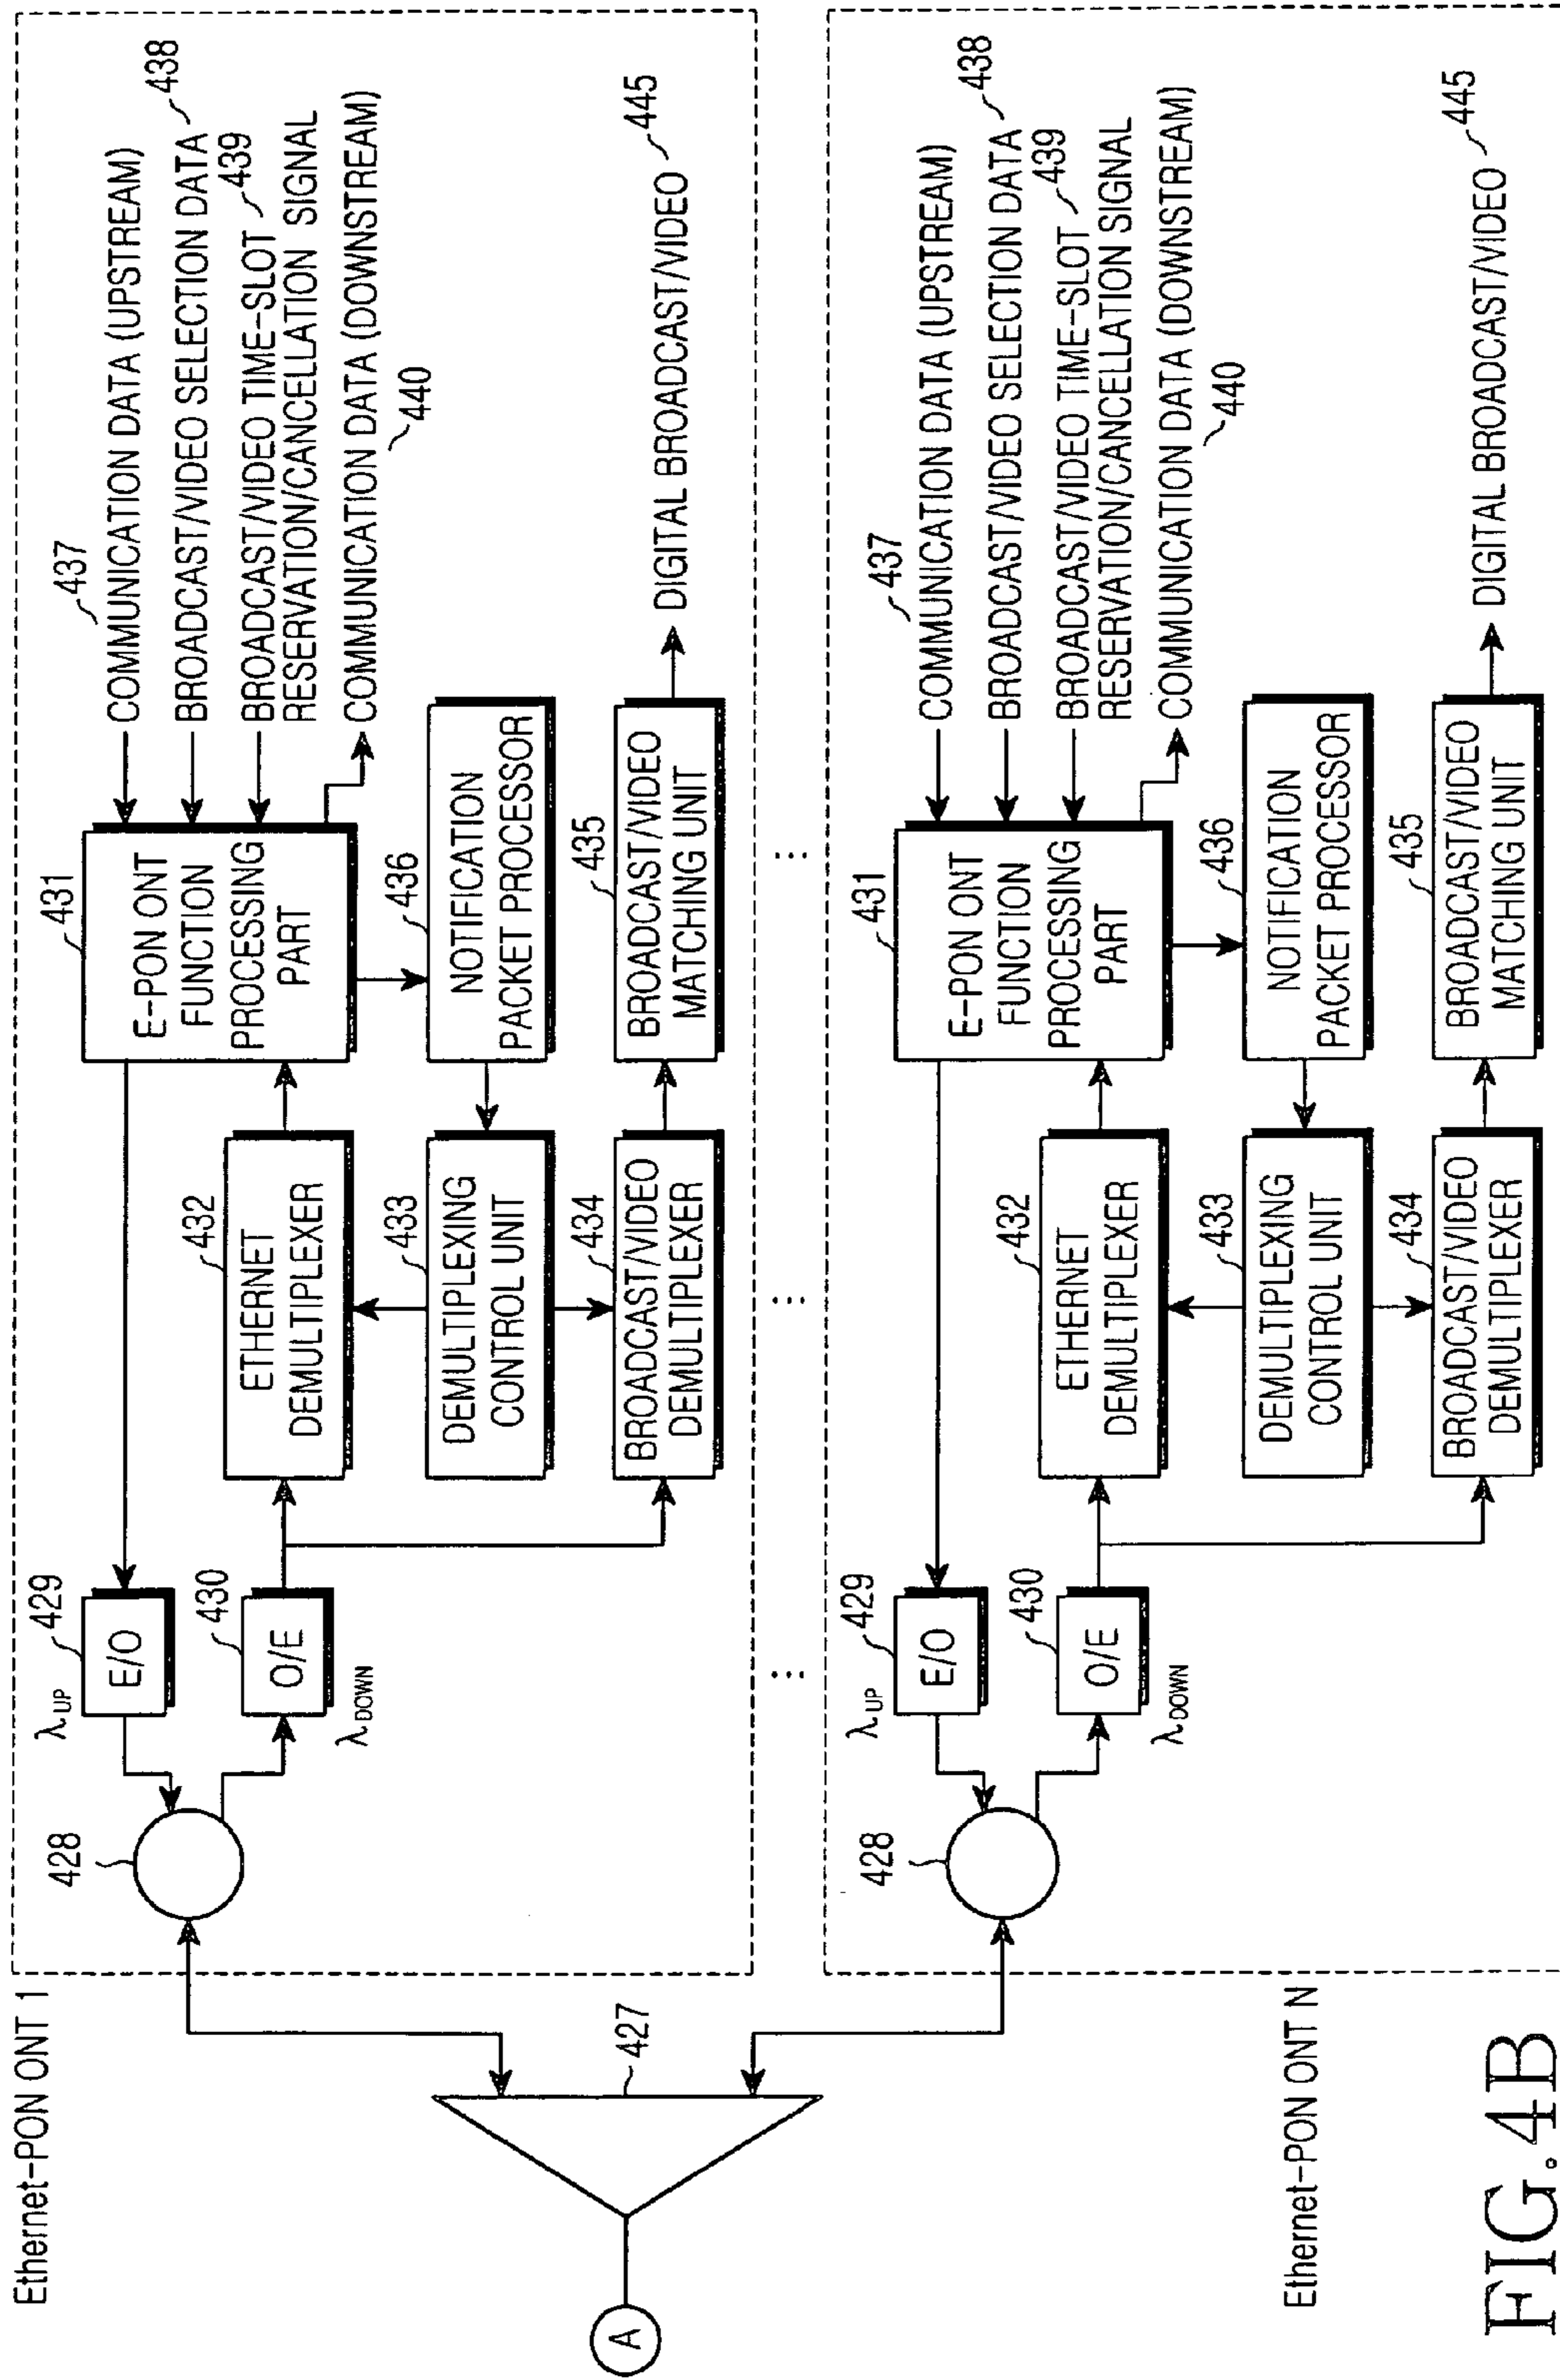 Ethernet-PON ONT 1
A
427
428
λUP
429
E/O
430
O/E
λDOWN
431
E-PON ONT
FUNCTION
PROCESSING
PART
432
ETHERNET
DEMULTIPLEXER
433
DEMULTIPLEXING
CONTROL UNIT
434
BROADCAST/VIDEO
DEMULTIPLEXER
436
NOTIFICATION
PACKET PROCESSOR
435
BROADCAST/VIDEO
MATCHING UNIT
437
COMMUNICATION DATA (UPSTREAM)
BROADCAST/VIDEO SELECTION DATA 438
BROADCAST/VIDEO TIME-SLOT 439
RESERVATION/CANCELLATION SIGNAL
COMMUNICATION DATA (DOWNSTREAM)
440
DIGITAL BROADCAST/VIDEO 445
... ... ...
Ethernet-PON ONT N
428
λUP
429
E/O
430
O/E
λDOWN
431
E-PON ONT
FUNCTION
PROCESSING
PART
432
ETHERNET
DEMULTIPLEXER
433
DEMULTIPLEXING
CONTROL UNIT
434
BROADCAST/VIDEO
DEMULTIPLEXER
436
NOTIFICATION
PACKET PROCESSOR
435
BROADCAST/VIDEO
MATCHING UNIT
437
COMMUNICATION DATA (UPSTREAM)
BROADCAST/VIDEO SELECTION DATA 438
BROADCAST/VIDEO TIME-SLOT 439
RESERVATION/CANCELLATION SIGNAL
COMMUNICATION DATA (DOWNSTREAM)
440
DIGITAL BROADCAST/VIDEO 445
FIG.4B